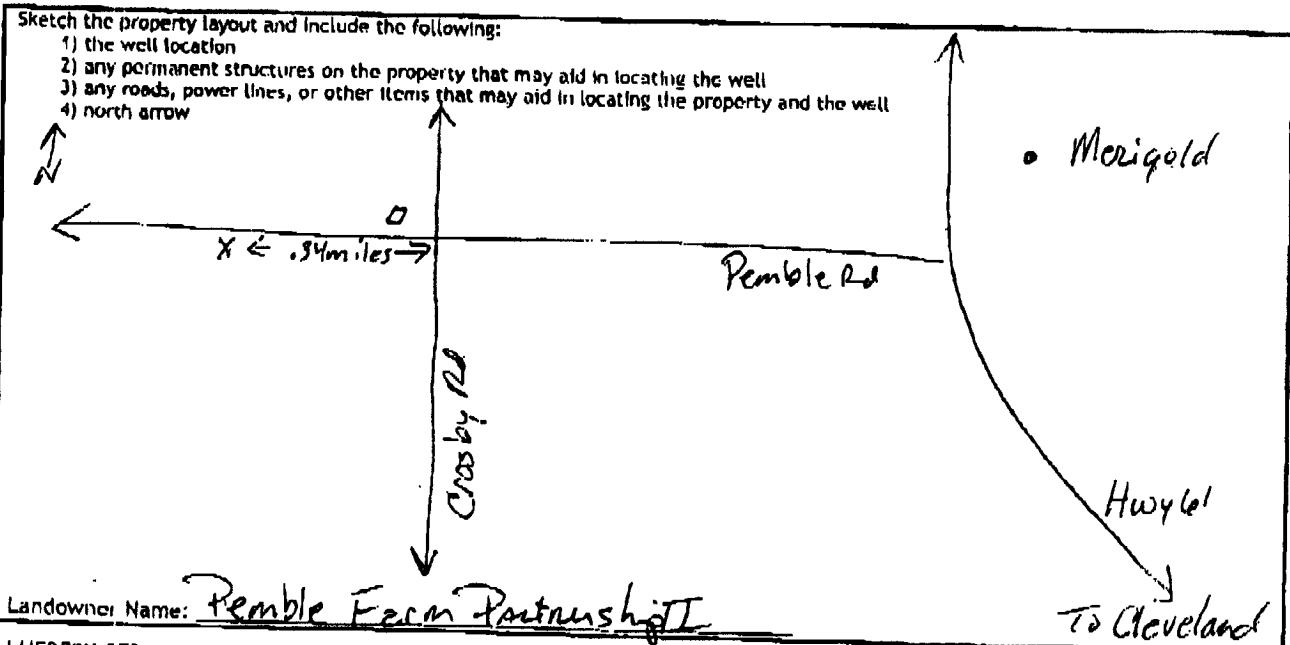 Sketch the property layout and include the following:
1) the well location
2) any permanent structures on the property that may aid in locating the well
3) any roads, power lines, or other items that may aid in locating the property and the well
4) north arrow
N
Merigold
X ← .34miles →
Pemble Rd
Crosby Rd
Hwy 61
Landowner Name: Pemble Farm Partnership II
To Cleveland